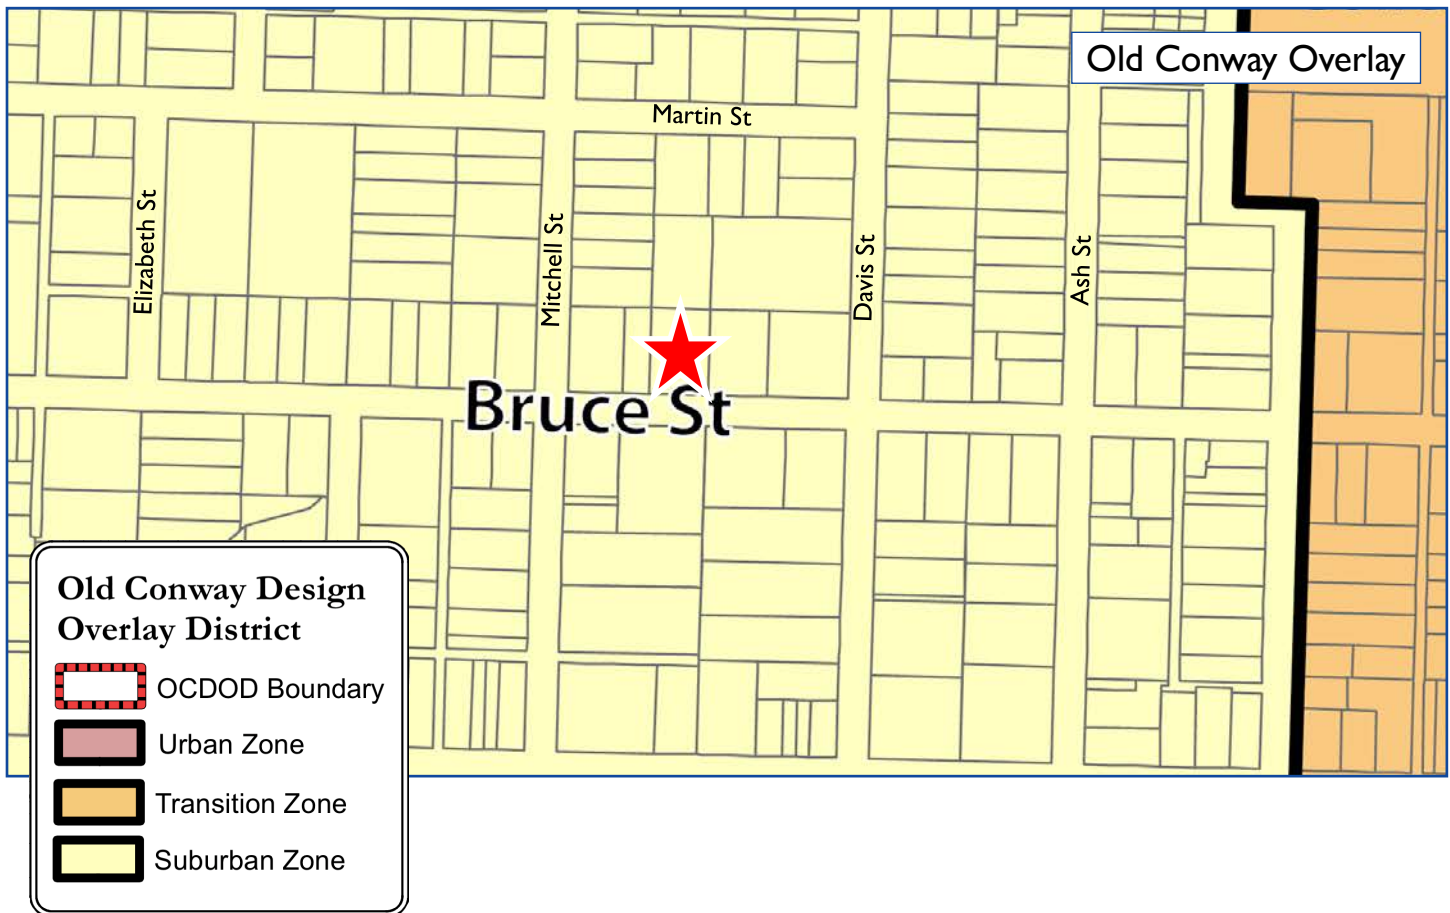 Old Conway Overlay
Martin St
Elizabeth St
Mitchell St
Davis St
Ash St
Bruce St
Old Conway Design
Overlay District
OCDOD Boundary
Urban Zone
Transition Zone
Suburban Zone